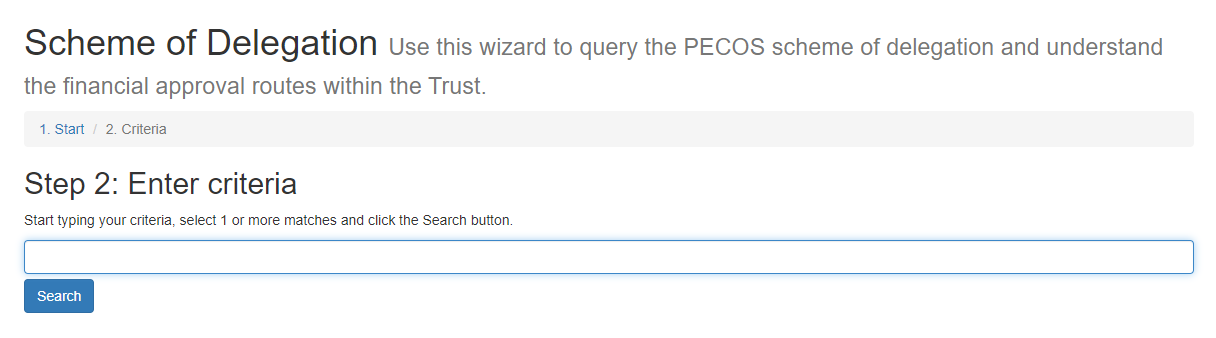 Scheme of Delegation Use this wizard to query the PECOS scheme of delegation and understand
the financial approval routes within the Trust.
1. Start / 2. Criteria
Step 2: Enter criteria
Start typing your criteria, select 1 or more matches and click the Search button.
Search